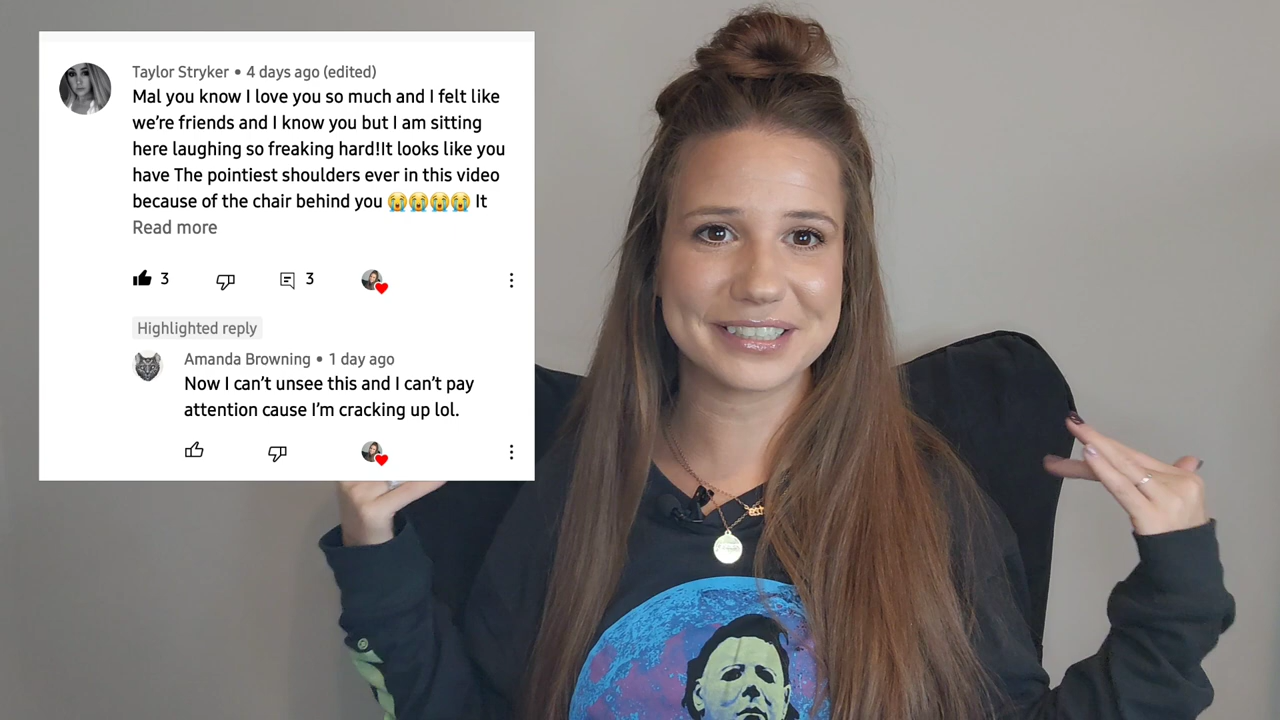 Taylor Stryker • 4 days ago (edited)
Mal you know I love you so much and I felt like
we're friends and I know you but I am sitting
here laughing so freaking hard!It looks like you
have The pointiest shoulders ever in this video
because of the chair behind you 😭😭😭😭 It
Read more
3
3
Highlighted reply
Amanda Browning • 1 day ago
Now I can't unsee this and I can't pay
attention cause I'm cracking up lol.